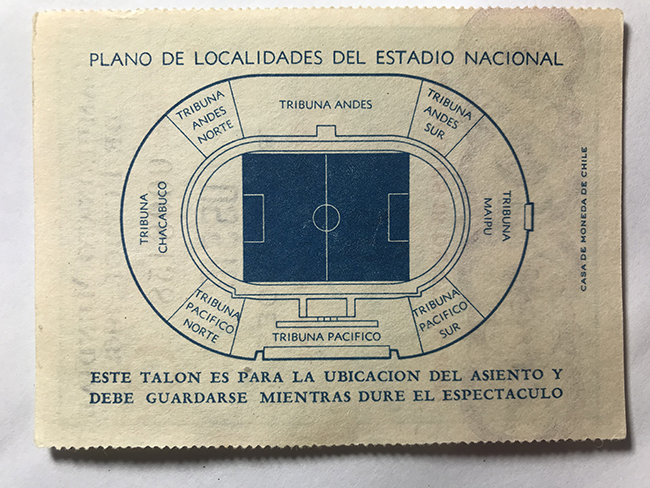 PLANO DE LOCALIDADES DEL ESTADIO NACIONAL
TRIBUNA
ANDES
NORTE
TRIBUNA ANDES
TRIBUNA
ANDES
SUR
TRIBUNA
CHACABUCO
TRIBUNA
MAIPU
CASA DE MONEDA DE CHILE
TRIBUNA
PACIFICO
NORTE
TRIBUNA PACIFICO
TRIBUNA
PACIFICO
SUR
ESTE TALON ES PARA LA UBICACION DEL ASIENTO Y
DEBE GUARDARSE MIENTRAS DURE EL ESPECTACULO